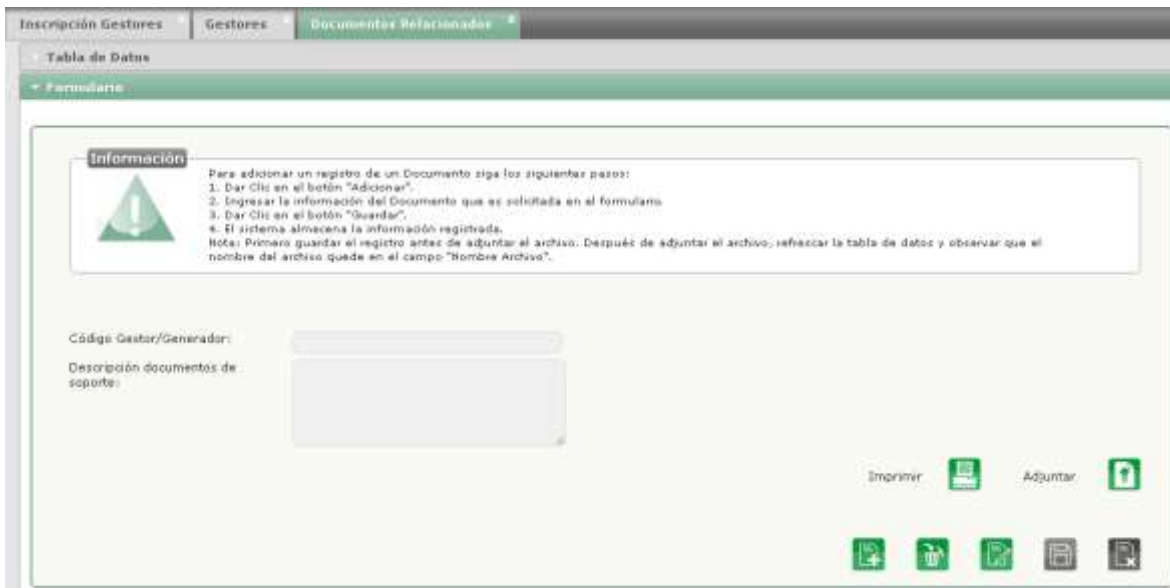 Inscripción Gestores
Gestores
Documentos Relacionados
Tabla de Datos
Formulario
Información
Para adicionar un registro de un Documento siga los siguientes pasos:
1. Dar Clic en el botón "Adicionar".
2. Ingresar la información del Documento que es solicitada en el formulario.
3. Dar Clic en el botón "Guardar".
4. El sistema almacena la información registrada.
Nota: Primero guardar el registro antes de adjuntar el archivo. Después de adjuntar el archivo, refrescar la tabla de datos y observar que el
nombre del archivo quede en el campo "Nombre Archivo".
Código Gestor/Generador:
Descripción documentos de
soporte:
Imprimir
Adjuntar